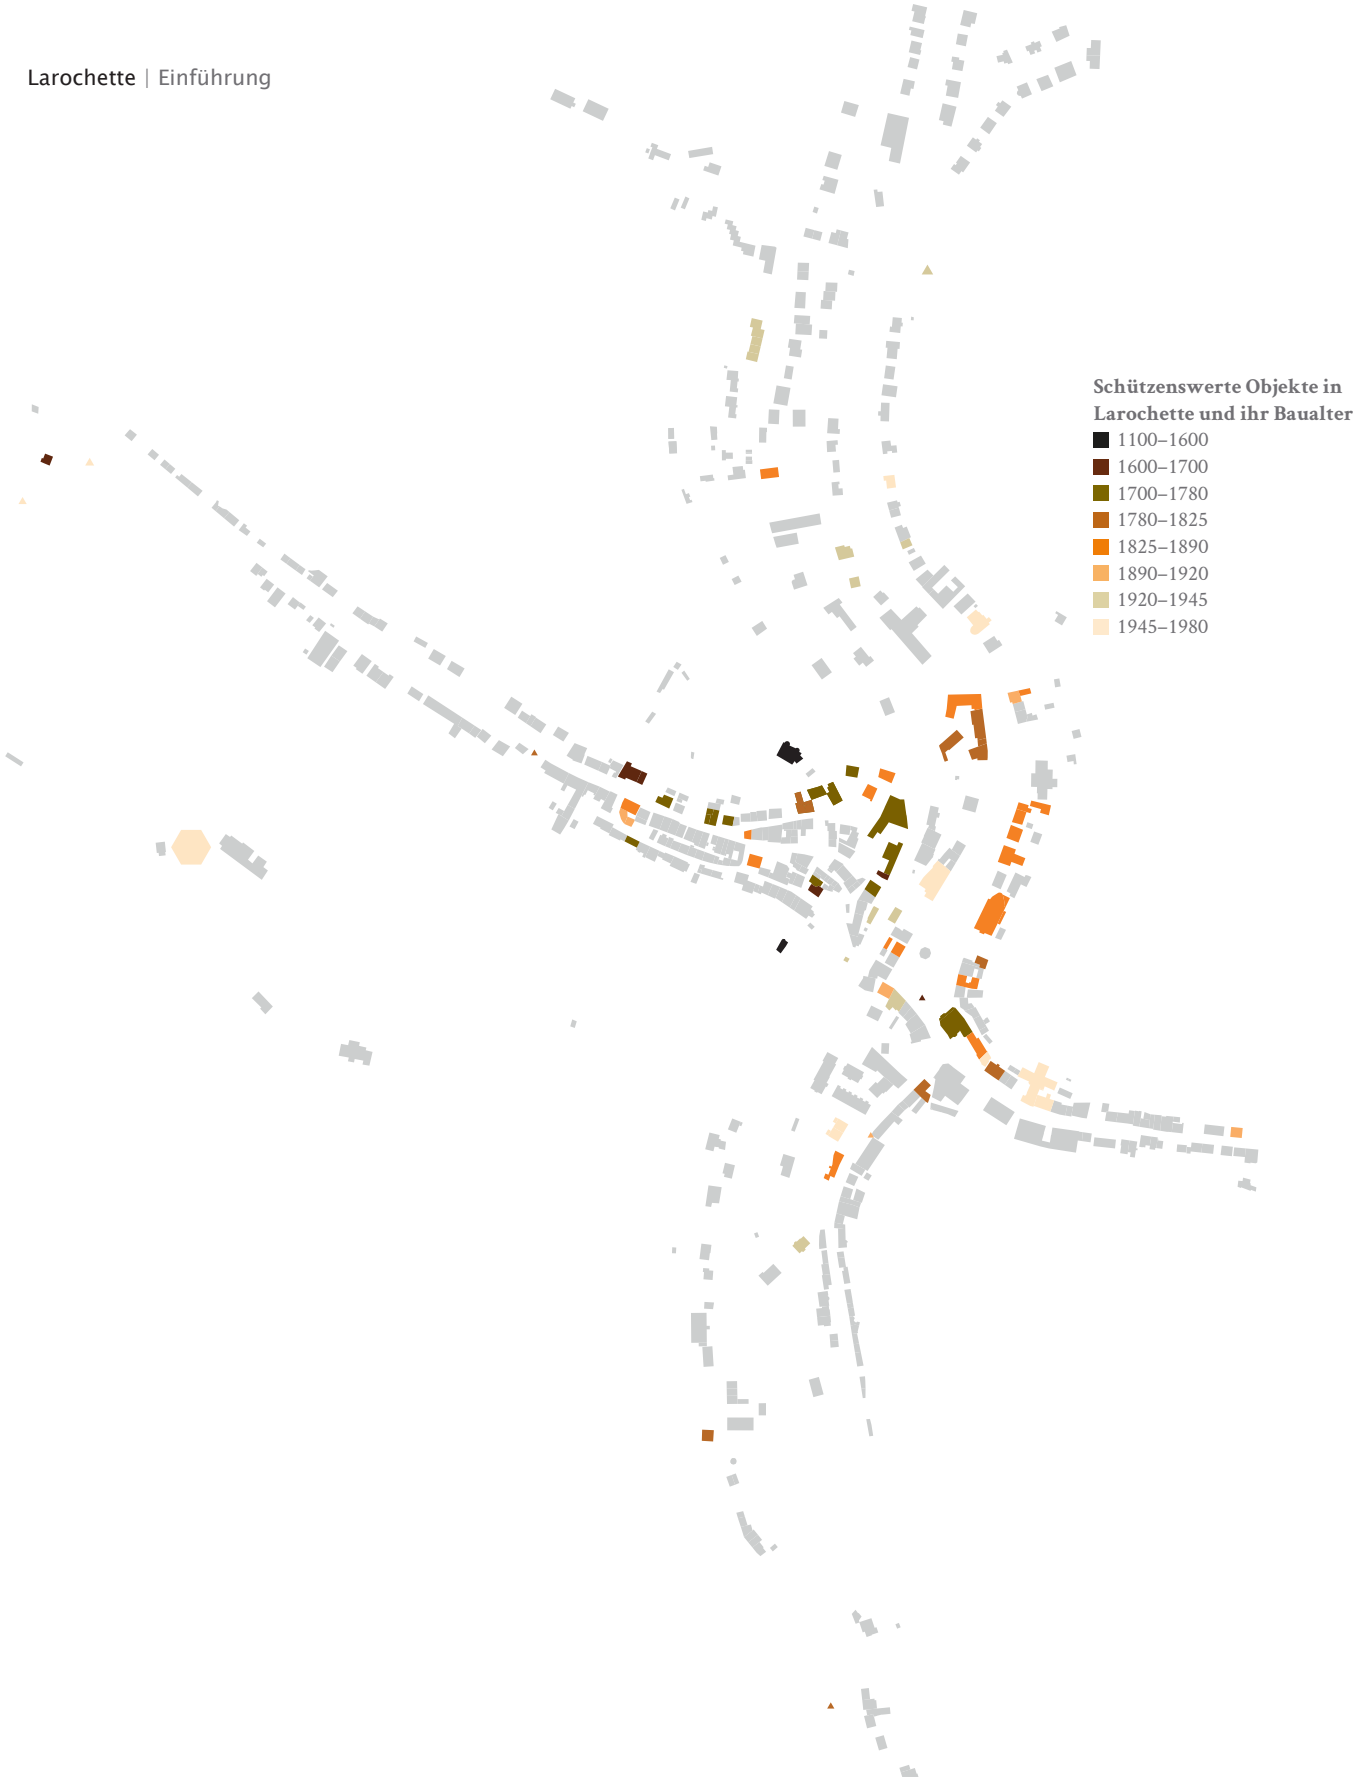 Larochette | Einführung
Schützenswerte Objekte in
Larochette und ihr Baualter
1100–1600
1600–1700
1700–1780
1780–1825
1825–1890
1890–1920
1920–1945
1945–1980